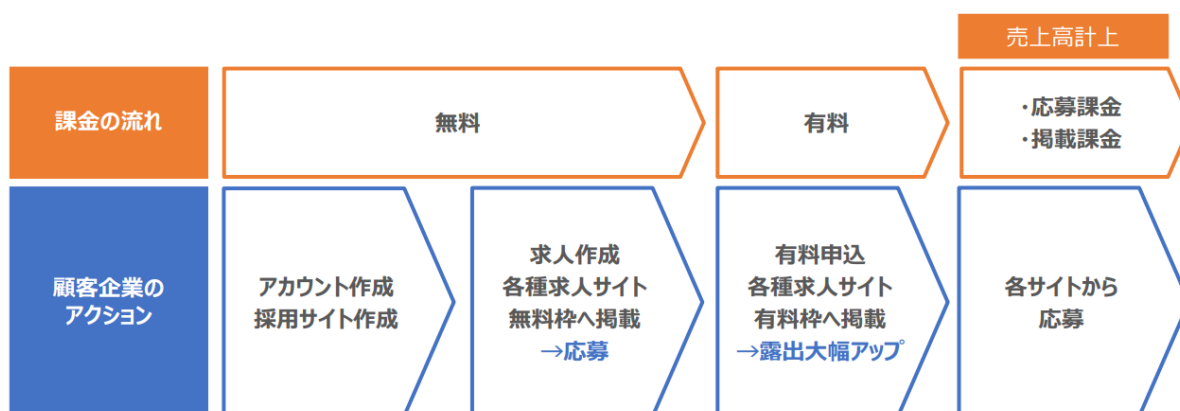 売上高計上
課金の流れ
無料
有料
・応募課金
・掲載課金
顧客企業の
アクション
アカウント作成
採用サイト作成
求人作成
各種求人サイト
無料枠へ掲載
→応募
有料申込
各種求人サイト
有料枠へ掲載
→露出大幅アップ
各サイトから
応募